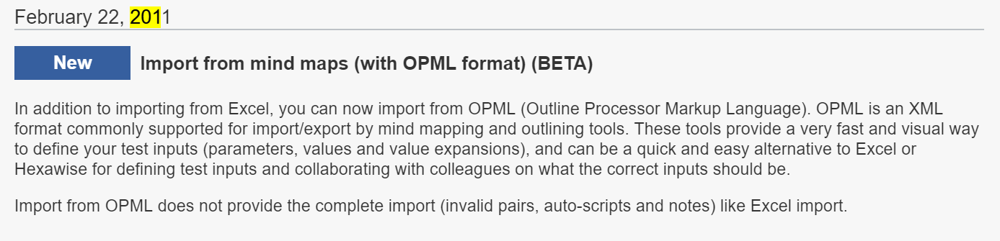 February 22, 2011
New Import from mind maps (with OPML format) (BETA)
In addition to importing from Excel, you can now import from OPML (Outline Processor Markup Language). OPML is an XML
format commonly supported for import/export by mind mapping and outlining tools. These tools provide a very fast and visual way
to define your test inputs (parameters, values and value expansions), and can be a quick and easy alternative to Excel or
Hexawise for defining test inputs and collaborating with colleagues on what the correct inputs should be.
Import from OPML does not provide the complete import (invalid pairs, auto-scripts and notes) like Excel import.